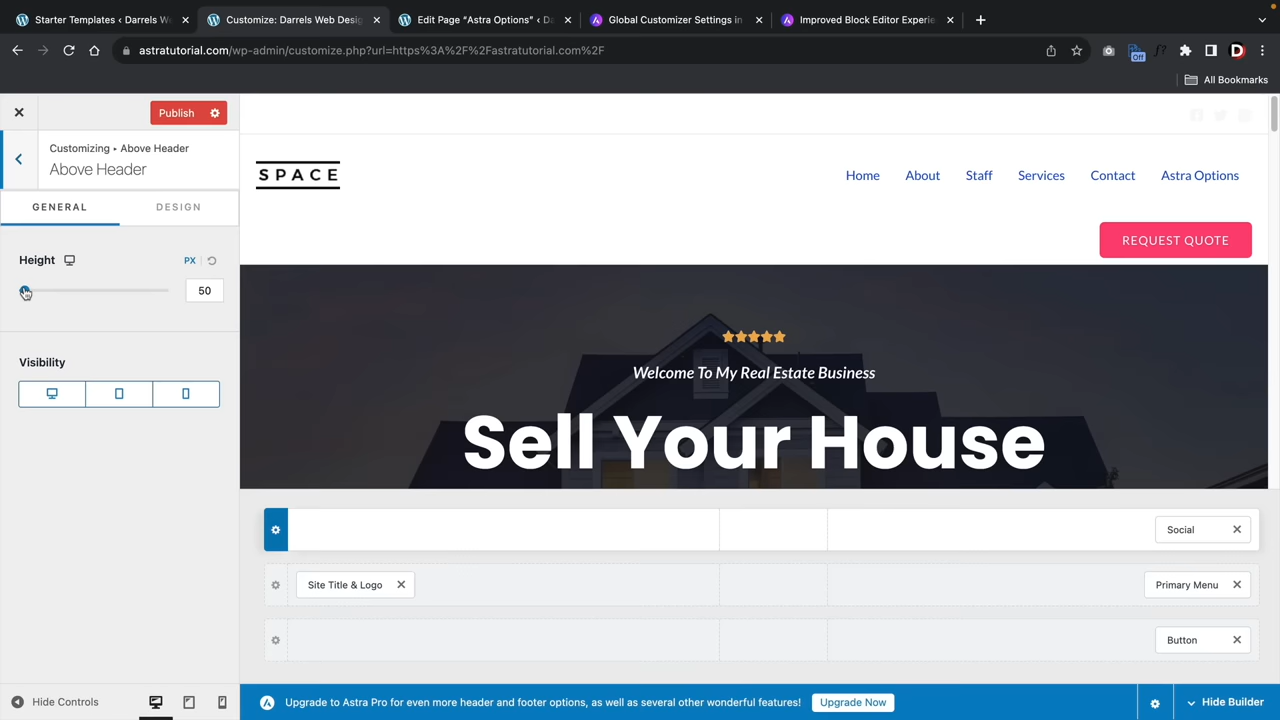 Starter Templates ‹ Darrels Web
Customize: Darrels Web Desig
Edit Page “Astra Options” ‹ Da
Global Customizer Settings in
Improved Block Editor Experie
astratutorial.com/wp-admin/customize.php?url=https%3A%2F%2Fastratutorial.com%2F
Off
f?
D
All Bookmarks
Publish
Customizing ▸ Above Header
Above Header
GENERAL
DESIGN
Height
PX
50
Visibility
Hide Controls
SPACE
Home
About
Staff
Services
Contact
Astra Options
REQUEST QUOTE
Welcome To My Real Estate Business
Sell Your House
Social
Site Title & Logo
Primary Menu
Button
Upgrade to Astra Pro for even more header and footer options, as well as several other wonderful features!
Upgrade Now
Hide Builder